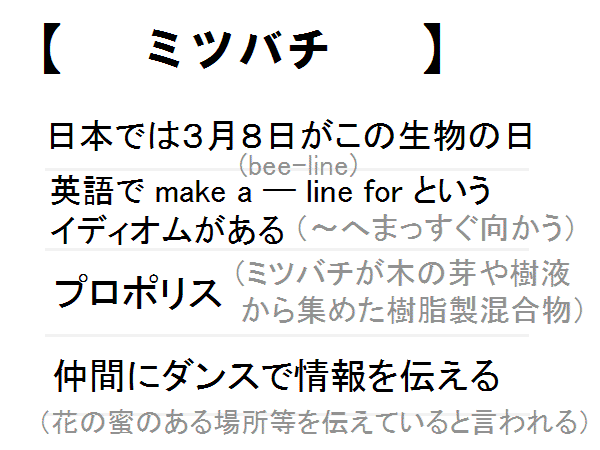 【 ミツバチ 】
日本では３月８日がこの生物の日
(bee-line)
英語で make a ― line for という
イディオムがある (～へまっすぐ向かう)
プロポリス (ミツバチが木の芽や樹液
から集めた樹脂製混合物)
仲間にダンスで情報を伝える
(花の蜜のある場所等を伝えていると言われる)